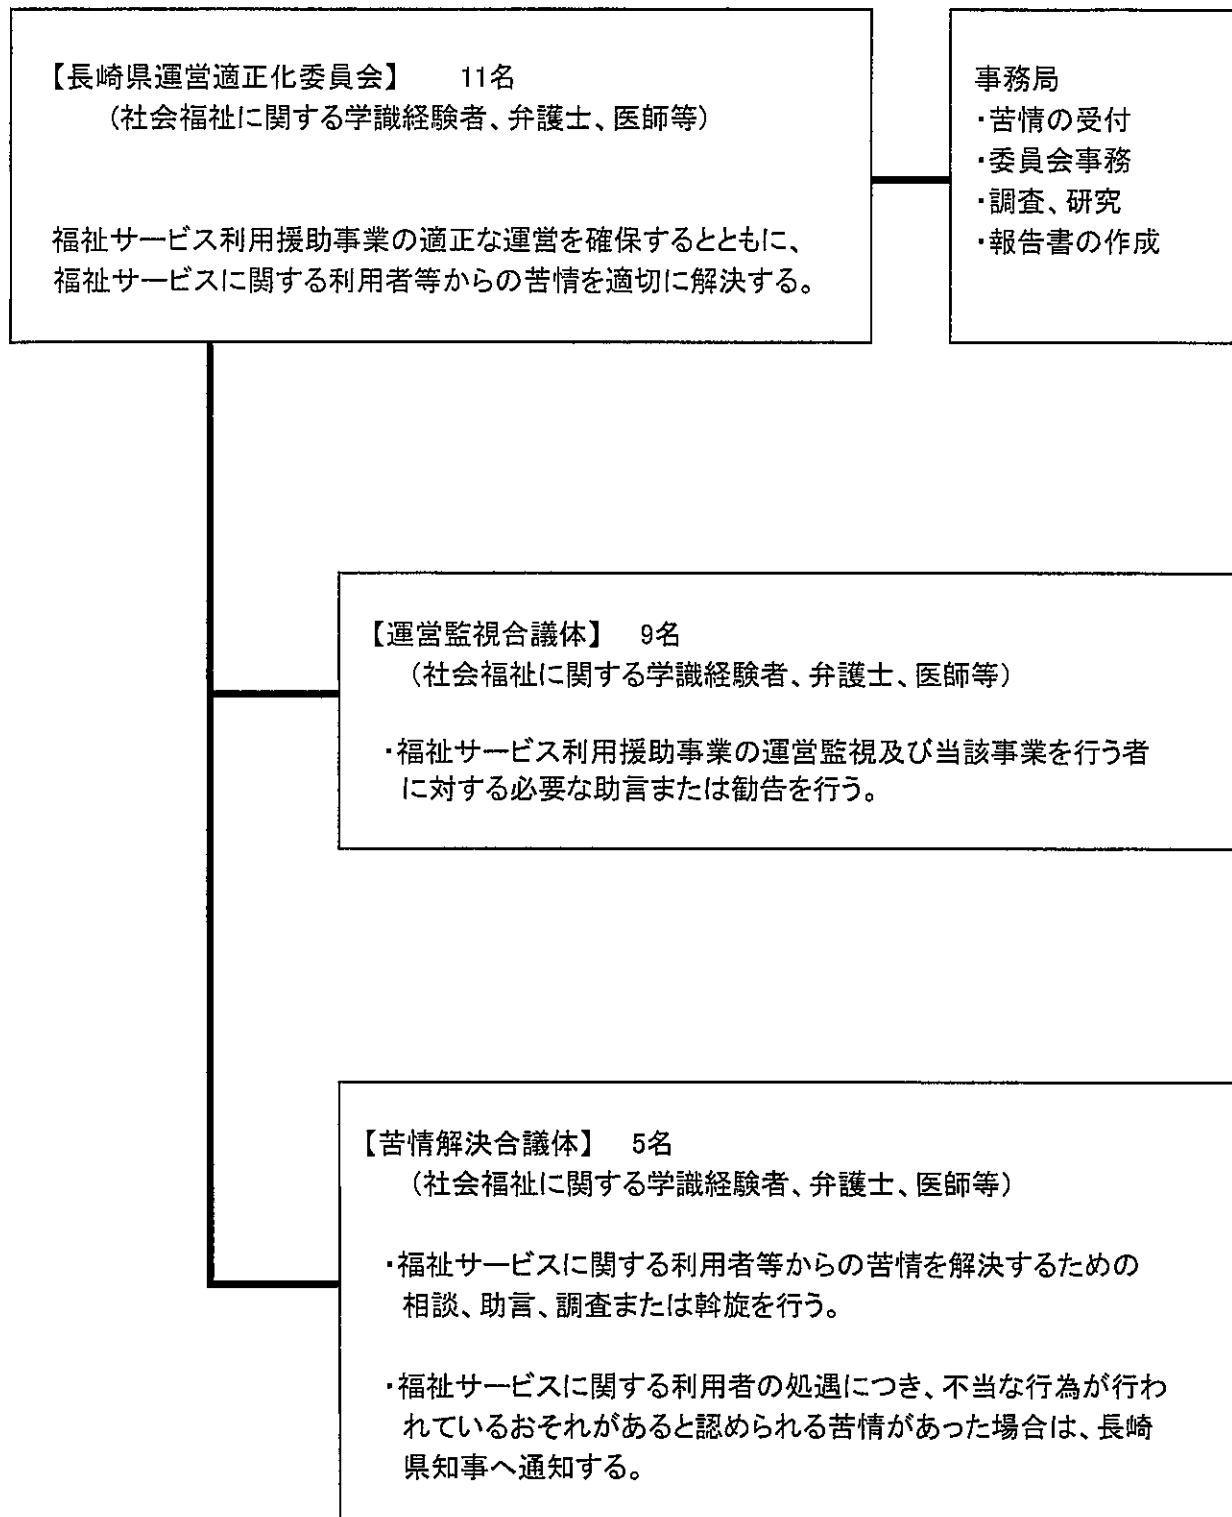 【長崎県運営適正化委員会】 11名
(社会福祉に関する学識経験者、弁護士、医師等)
福祉サービス利用援助事業の適正な運営を確保するとともに、
福祉サービスに関する利用者等からの苦情を適切に解決する。
事務局
・苦情の受付
・委員会事務
・調査、研究
・報告書の作成
【運営監視合議体】 9名
(社会福祉に関する学識経験者、弁護士、医師等)
・福祉サービス利用援助事業の運営監視及び当該事業を行う者
に対する必要な助言または勧告を行う。
【苦情解決合議体】 5名
(社会福祉に関する学識経験者、弁護士、医師等)
・福祉サービスに関する利用者等からの苦情を解決するための
相談、助言、調査または斡旋を行う。
・福祉サービスに関する利用者の処遇につき、不当な行為が行わ
れているおそれがあると認められる苦情があった場合は、長崎
県知事へ通知する。